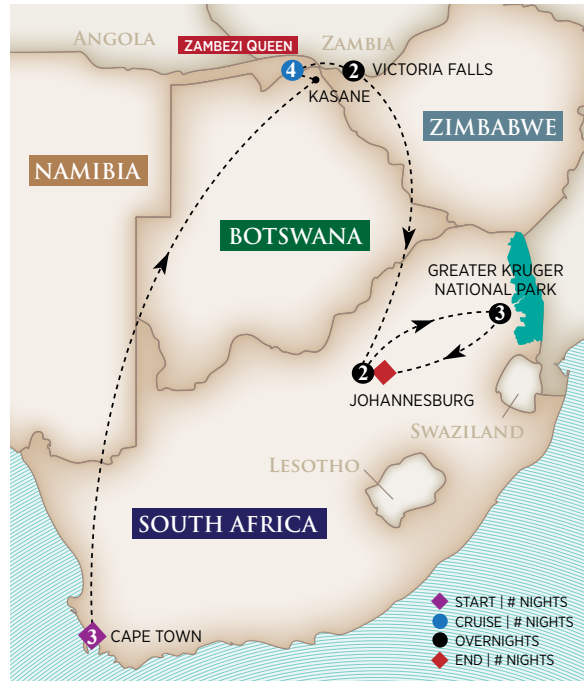 ANGOLA
ZAMBEZI QUEEN
ZAMBIA
4
2
VICTORIA FALLS
KASANE
ZIMBABWE
NAMIBIA
BOTSWANA
GREATER KRUGER
NATIONAL PARK
3
2
JOHANNESBURG
SWAZILAND
LESOTHO
SOUTH AFRICA
3
CAPE TOWN
START | # NIGHTS
CRUISE | # NIGHTS
OVERNIGHTS
END | # NIGHTS